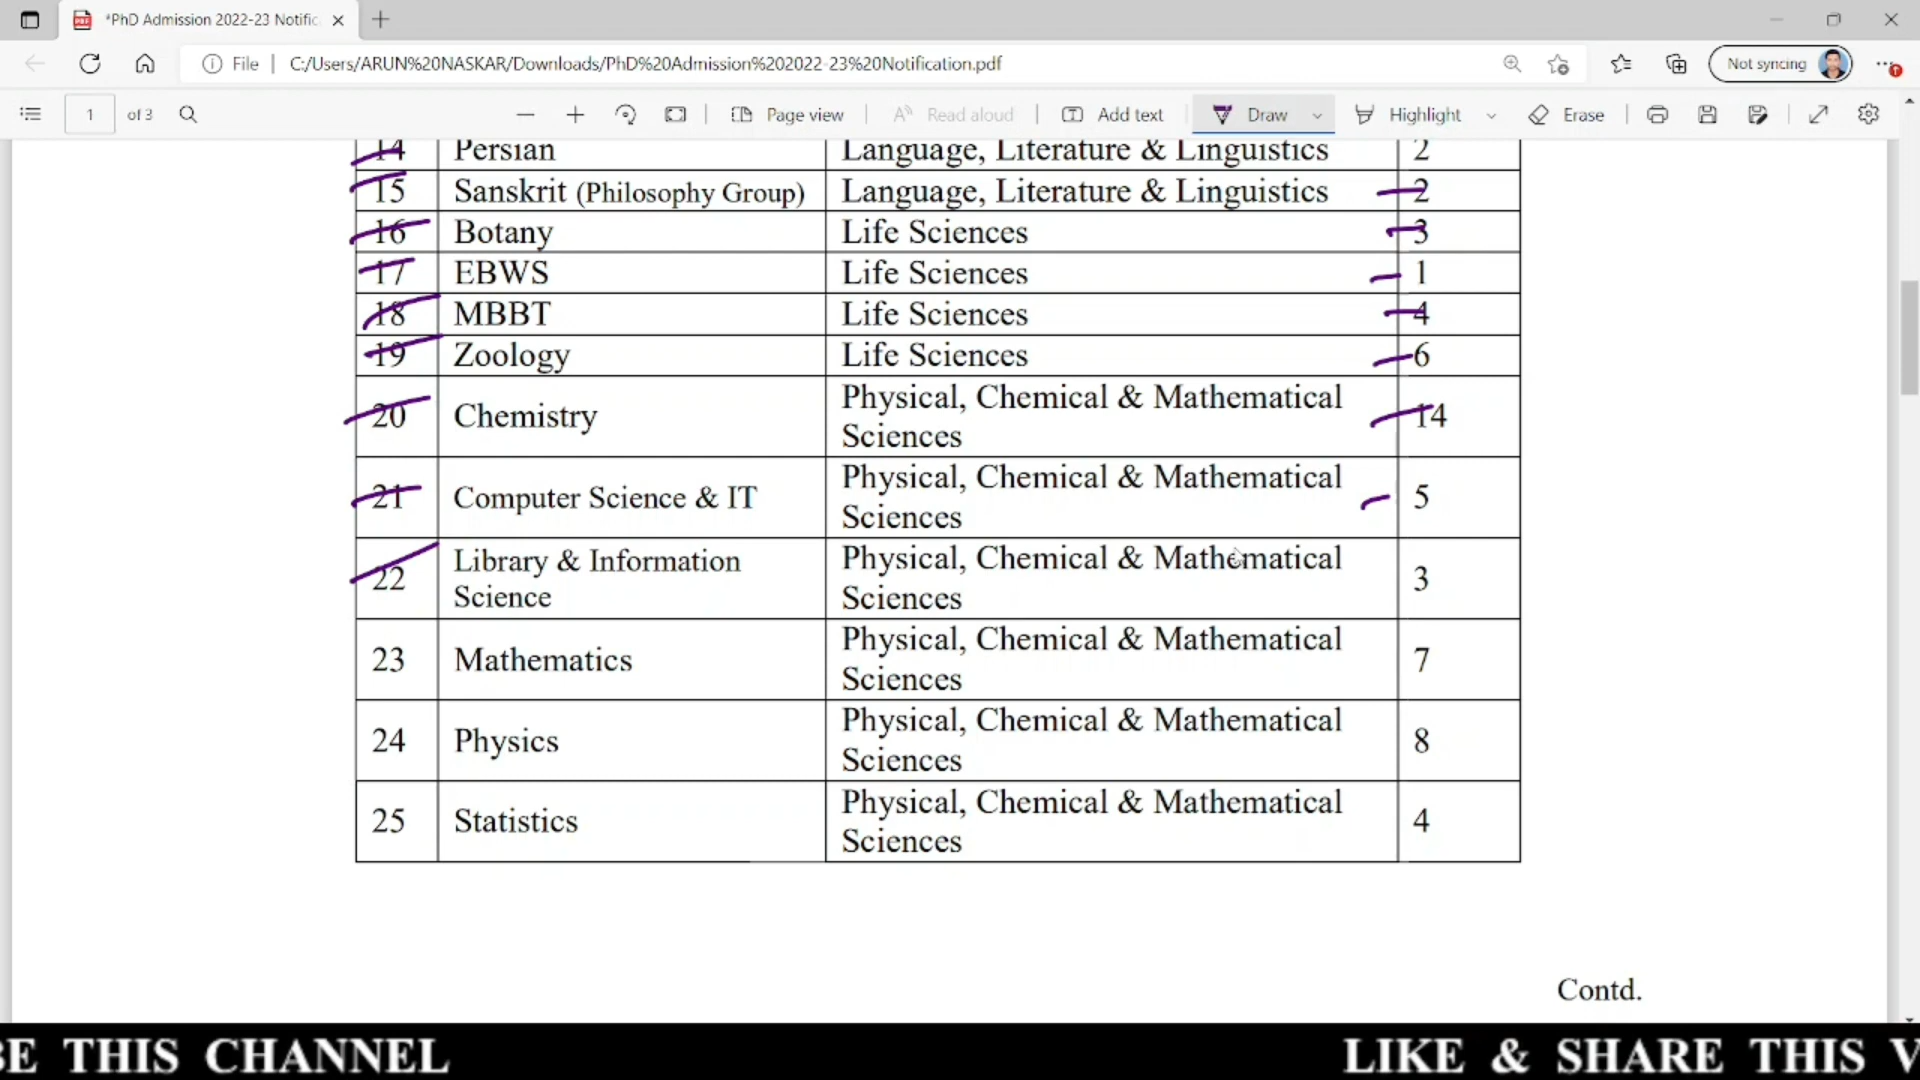 *PhD Admission 2022-23 Notific
File C:/Users/ARUN%20NASKAR/Downloads/PhD%20Admission%202022-23%20Notification.pdf Not syncing
1 of 3 Page view Read aloud Add text Draw Highlight Erase
14 Persian Language, Literature & Linguistics 2
15 Sanskrit (Philosophy Group) Language, Literature & Linguistics 2
16 Botany Life Sciences 3
17 EBWS Life Sciences 1
18 MBBT Life Sciences 4
19 Zoology Life Sciences 6
20 Chemistry Physical, Chemical & Mathematical Sciences 14
21 Computer Science & IT Physical, Chemical & Mathematical Sciences 5
22 Library & Information Science Physical, Chemical & Mathematical Sciences 3
23 Mathematics Physical, Chemical & Mathematical Sciences 7
24 Physics Physical, Chemical & Mathematical Sciences 8
25 Statistics Physical, Chemical & Mathematical Sciences 4
Contd.
BE THIS CHANNEL LIKE & SHARE THIS V